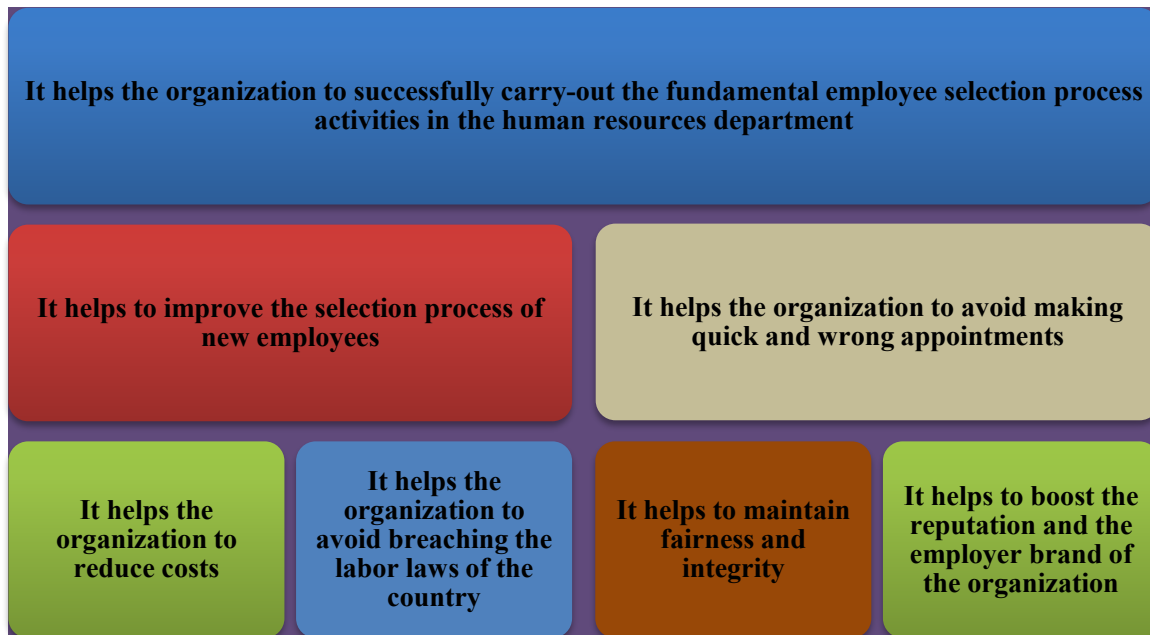 It helps the organization to successfully carry-out the fundamental employee selection process
activities in the human resources department
It helps to improve the selection process of
new employees
It helps the organization to avoid making
quick and wrong appointments
It helps the
organization to
reduce costs
It helps the
organization to
avoid breaching the
labor laws of the
country
It helps to maintain
fairness and
integrity
It helps to boost the
reputation and the
employer brand of
the organization